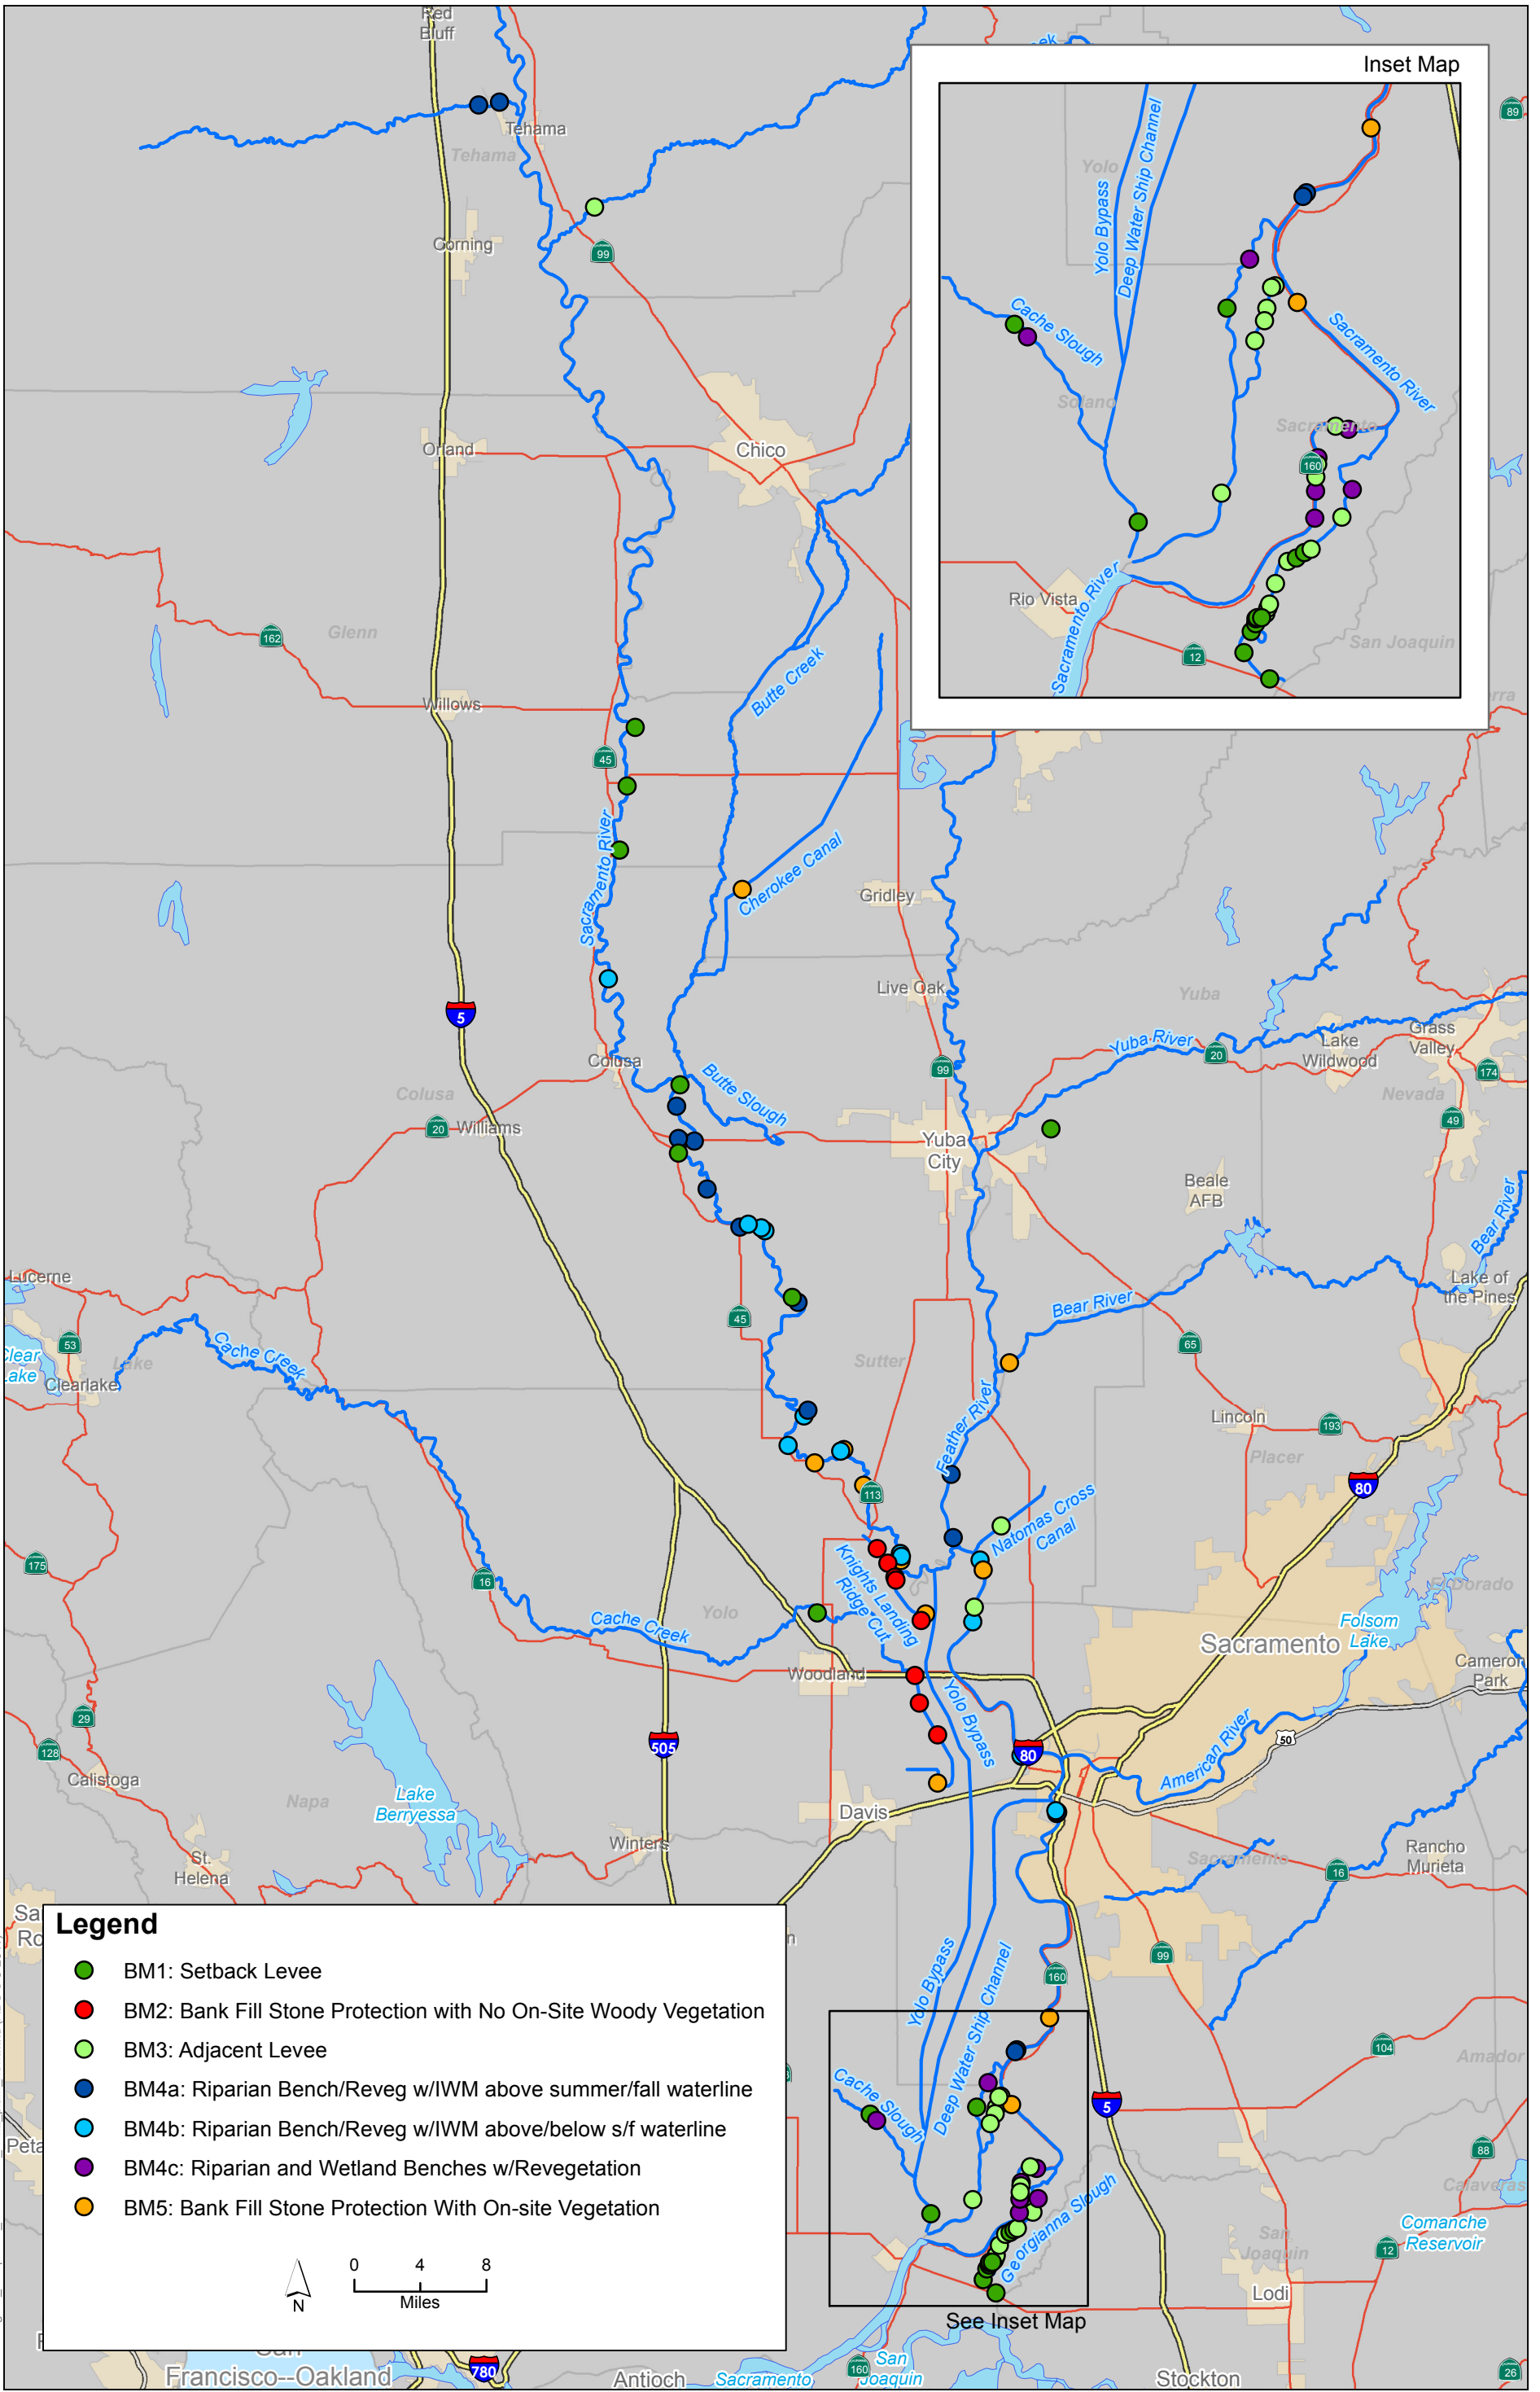 Red
Bluff
Tehama
Tehama
Corning
99
Orland
Chico
162
Glenn
Willows
45
Butte Creek
Sacramento River
Cherokee Canal
Gridley
Live Oak
5
Colusa
Colusa
Butte Slough
20
Williams
99
Yuba
City
Yuba
Yuba River
20
Lake
Wildwood
Grass
Valley
174
Nevada
49
Beale
AFB
Bear River
Lake of
the Pines
Bear River
65
Lucerne
53
Clear
Lake
Clearlake
Lake
Cache Creek
45
Sutter
Feather River
Lincoln
193
Placer
80
113
Natomas Cross
Canal
Knights Landing
Ridge Cut
175
16
Cache Creek
Yolo
Woodland
Sacramento
Folsom
Lake
El Dorado
Cameron
Park
Yolo Bypass
29
128
Calistoga
505
80
50
American River
Lake
Berryessa
Napa
St.
Helena
Winters
Davis
Sacramento
Rancho
Murieta
16
99
160
Yolo Bypass
Deep Water Ship Channel
Cache Slough
Georgianna Slough
See Inset Map
5
104
Amador
88
Calaveras
Comanche
Reservoir
12
San
Joaquin
Lodi
Stockton
26
160
San
Joaquin
Sacramento
Antioch
780
San
Francisco--Oakland
89
Inset Map
Yolo
Yolo Bypass
Deep Water Ship Channel
Cache Slough
Solano
Sacramento River
Sacramento
160
Rio Vista
Sacramento River
12
San Joaquin
Legend
BM1: Setback Levee
BM2: Bank Fill Stone Protection with No On-Site Woody Vegetation
BM3: Adjacent Levee
BM4a: Riparian Bench/Reveg w/IWM above summer/fall waterline
BM4b: Riparian Bench/Reveg w/IWM above/below s/f waterline
BM4c: Riparian and Wetland Benches w/Revegetation
BM5: Bank Fill Stone Protection With On-site Vegetation
0 4 8
Miles
N